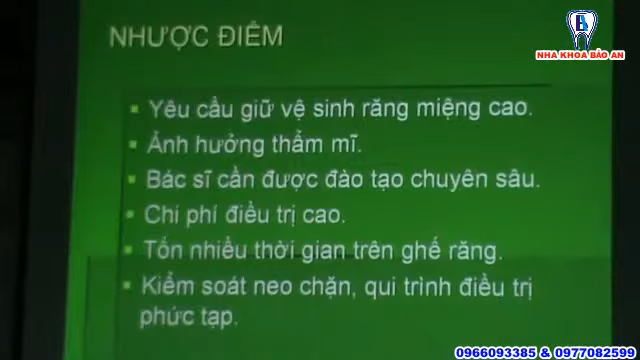 NHƯỢC ĐIỂM
NHA KHOA BẢO AN
Yêu cầu giữ vệ sinh răng miệng cao.
Ảnh hưởng thẩm mĩ.
Bác sĩ cần được đào tạo chuyên sâu.
Chi phí điều trị cao.
Tốn nhiều thời gian trên ghế răng.
Kiểm soát neo chặn, qui trình điều trị
phức tạp.
0966093385 & 0977082599